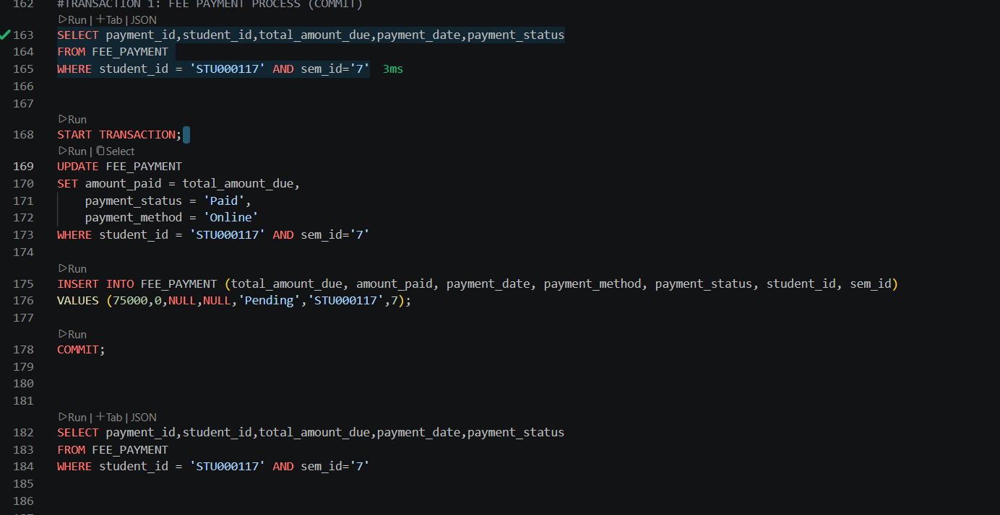 162 #TRANSACTION 1: FEE PAYMENT PROCESS (COMMIT)
▷Run | +Tab | JSON
163 SELECT payment_id,student_id,total_amount_due,payment_date,payment_status
164 FROM FEE_PAYMENT
165 WHERE student_id = 'STU000117' AND sem_id='7' 3ms
166
167
▷Run
168 START TRANSACTION;
▷Run | Select
169 UPDATE FEE_PAYMENT
170 SET amount_paid = total_amount_due,
171     payment_status = 'Paid',
172     payment_method = 'Online'
173 WHERE student_id = 'STU000117' AND sem_id='7'
174
▷Run
175 INSERT INTO FEE_PAYMENT (total_amount_due, amount_paid, payment_date, payment_method, payment_status, student_id, sem_id)
176 VALUES (75000,0,NULL,NULL,'Pending','STU000117',7);
177
▷Run
178 COMMIT;
179
180
181
▷Run | +Tab | JSON
182 SELECT payment_id,student_id,total_amount_due,payment_date,payment_status
183 FROM FEE_PAYMENT
184 WHERE student_id = 'STU000117' AND sem_id='7'
185
186